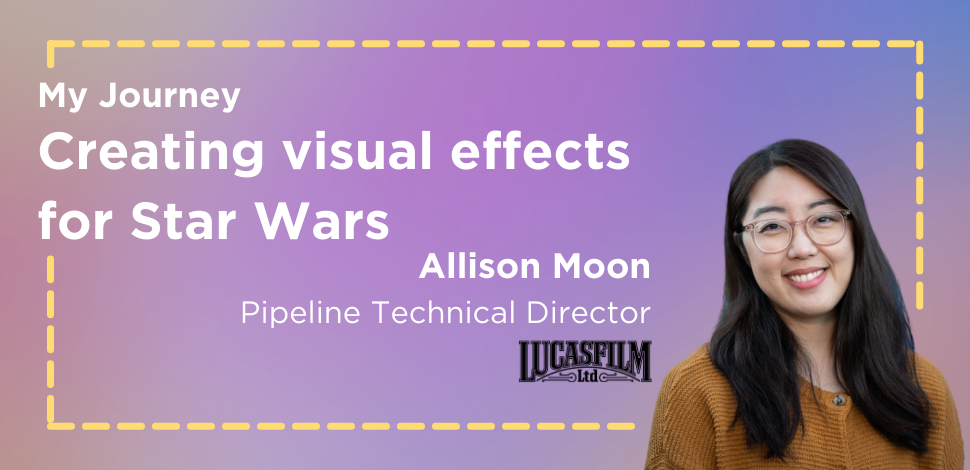 My Journey
Creating visual effects
for Star Wars
Allison Moon
Pipeline Technical Director
LUCASFILM
Ltd